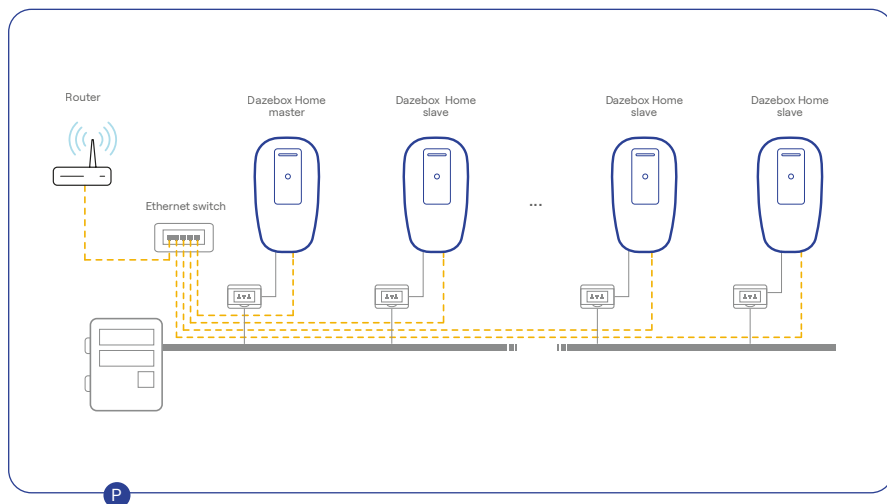 Router
Dazebox Home
master
Dazebox Home
slave
Dazebox Home
slave
Dazebox Home
slave
Ethernet switch
...
P